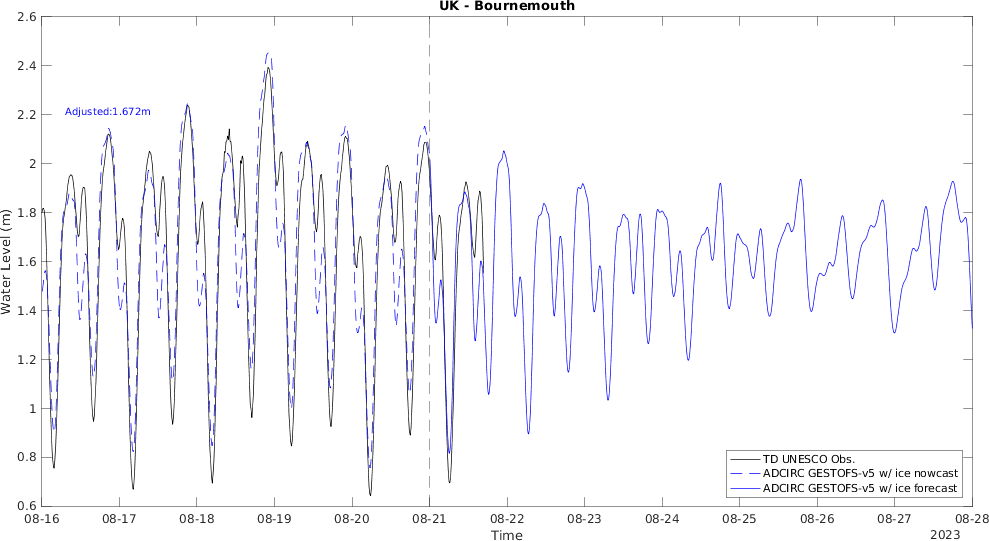 UK - Bournemouth
2.6
2.4
2.2
2
1.8
1.6
1.4
1.2
1
0.8
0.6
Water Level (m)
Adjusted:1.672m
TD UNESCO Obs.
ADCIRC GESTOFS-v5 w/ ice nowcast
ADCIRC GESTOFS-v5 w/ ice forecast
08-16 08-17 08-18 08-19 08-20 08-21 08-22 08-23 08-24 08-25 08-26 08-27 08-28
Time
2023